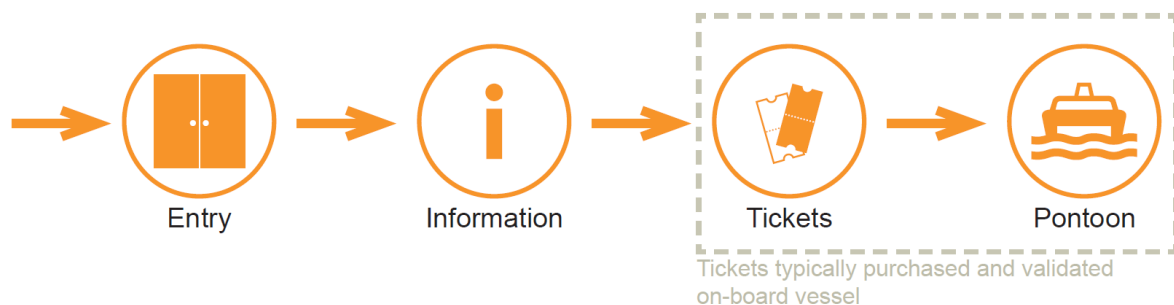 Entry
Information
Tickets
Pontoon
Tickets typically purchased and validated
on-board vessel